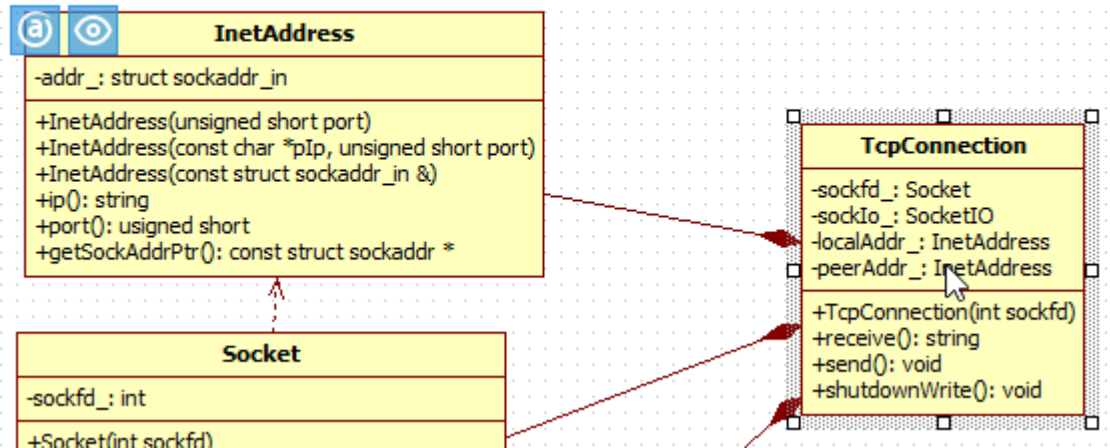 InetAddress
-addr_: struct sockaddr_in
+InetAddress(unsigned short port)
+InetAddress(const char *pIp, unsigned short port)
+InetAddress(const struct sockaddr_in &)
+ip(): string
+port(): usigned short
+getSockAddrPtr(): const struct sockaddr *
TcpConnection
-sockfd_: Socket
-sockIo_: SocketIO
-localAddr_: InetAddress
-peerAddr_: InetAddress
+TcpConnection(int sockfd)
+receive(): string
+send(): void
+shutdownWrite(): void
Socket
-sockfd_: int
+Socket(int sockfd)